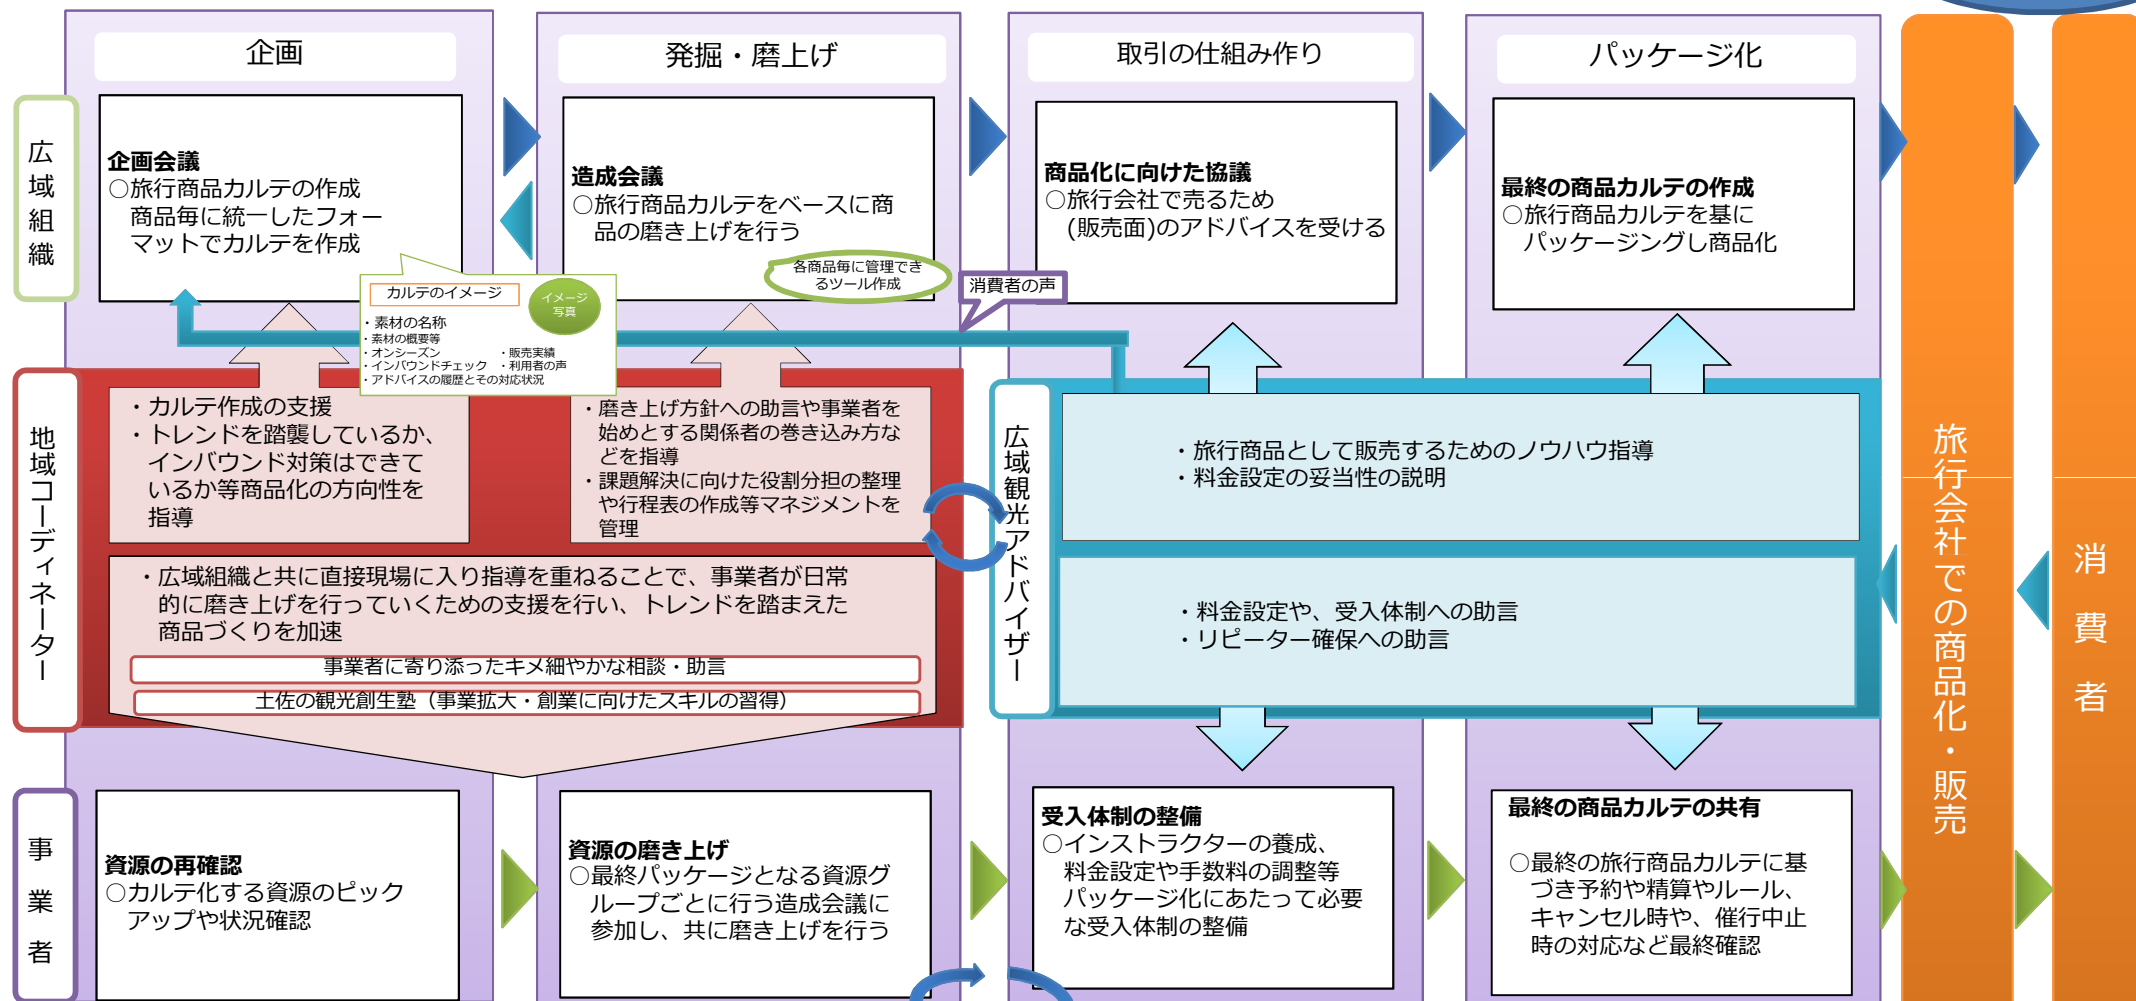 企画
発掘・磨上げ
取引の仕組み作り
パッケージ化
広域組織
企画会議
○旅行商品カルテの作成
商品毎に統一したフォー
マットでカルテを作成
造成会議
○旅行商品カルテをベースに商
品の磨き上げを行う
各商品毎に管理でき
るツール作成
商品化に向けた協議
○旅行会社で売るため
(販売面)のアドバイスを受ける
最終の商品カルテの作成
○旅行商品カルテを基に
パッケージングし商品化
消費者の声
カルテのイメージ
イメージ
写真
・素材の名称
・素材の概要等
・オンシーズン ・販売実績
・インバウンドチェック ・利用者の声
・アドバイスの履歴とその対応状況
地域コーディネーター
・カルテ作成の支援
・トレンドを踏襲しているか、
インバウンド対策はできて
いるか等商品化の方向性を
指導
・磨き上げ方針への助言や事業者を
始めとする関係者の巻き込み方な
どを指導
・課題解決に向けた役割分担の整理
や行程表の作成等マネジメントを
管理
・広域組織と共に直接現場に入り指導を重ねることで、事業者が日常
的に磨き上げを行っていくための支援を行い、トレンドを踏まえた
商品づくりを加速
事業者に寄り添ったキメ細やかな相談・助言
土佐の観光創生塾（事業拡大・創業に向けたスキルの習得）
広域観光アドバイザー
・旅行商品として販売するためのノウハウ指導
・料金設定の妥当性の説明
・料金設定や、受入体制への助言
・リピーター確保への助言
事業者
資源の再確認
○カルテ化する資源のピック
アップや状況確認
資源の磨き上げ
○最終パッケージとなる資源グ
ループごとに行う造成会議に
参加し、共に磨き上げを行う
受入体制の整備
○インストラクターの養成、
料金設定や手数料の調整等
パッケージ化にあたって必要
な受入体制の整備
最終の商品カルテの共有
○最終の旅行商品カルテに基
づき予約や精算やルール、
キャンセル時や、催行中止
時の対応など最終確認
旅行会社での商品化・販売
消費者